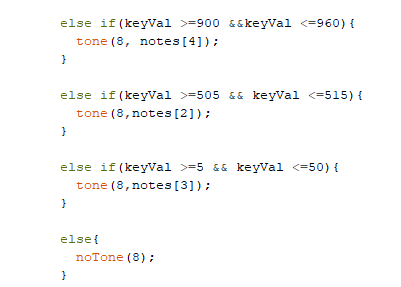 else if(keyVal >=900 &&keyVal <=960){
tone(8, notes[4]);
}
else if(keyVal >=505 && keyVal <=515){
tone(8,notes[2]);
}
else if(keyVal >=5 && keyVal <=50){
tone(8,notes[3]);
}
else{
noTone(8);
}